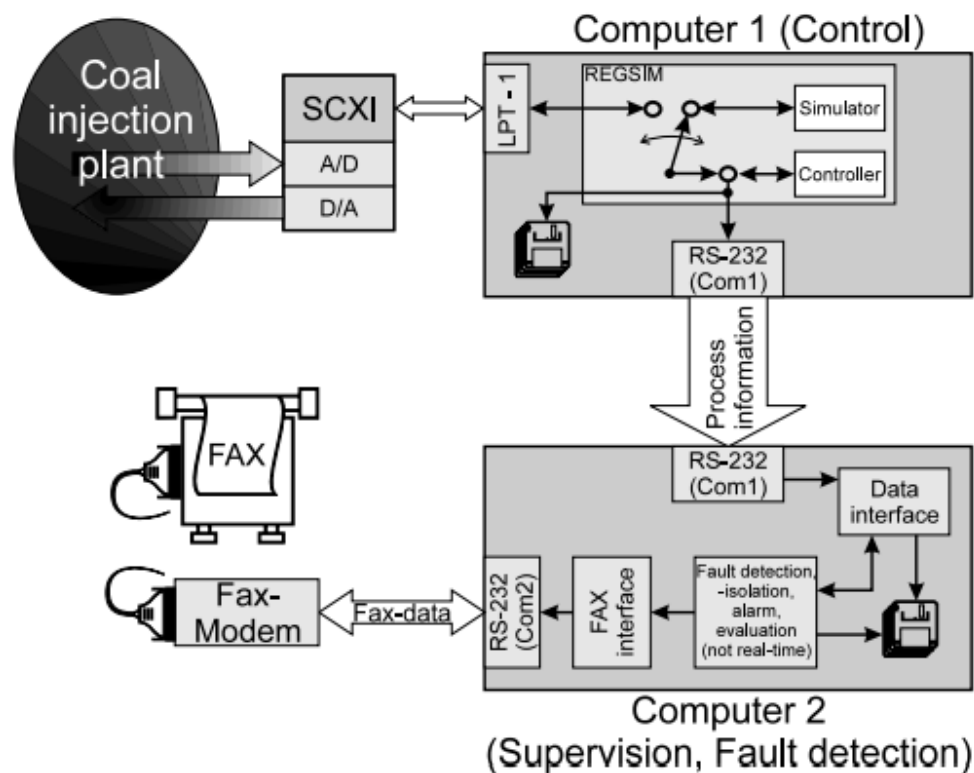 Computer 1 (Control)
Coal
injection
plant
SCXI
A/D
D/A
LPT - 1
REGSIM
Simulator
Controller
RS-232
(Com1)
Process
information
FAX
RS-232
(Com1)
Data
interface
Fault detection,
-isolation,
alarm,
evaluation
(not real-time)
FAX
interface
RS-232
(Com2)
Fax-data
Fax-
Modem
Computer 2
(Supervision, Fault detection)